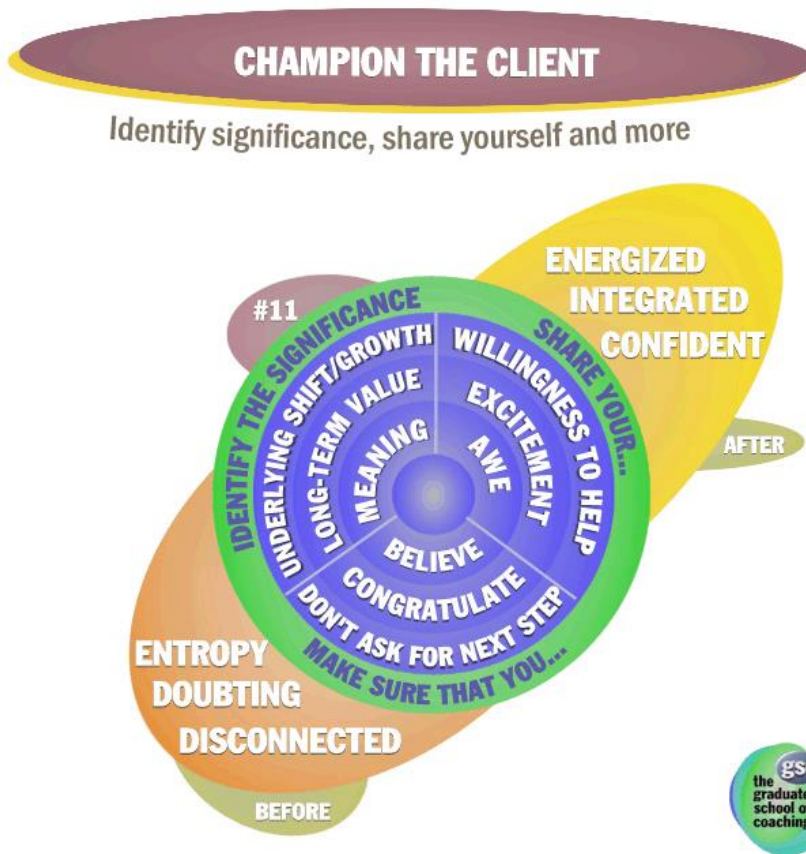 CHAMPION THE CLIENT
Identify significance, share yourself and more
ENERGIZED
INTEGRATED
CONFIDENT
AFTER
#11
IDENTIFY THE SIGNIFICANCE
UNDERLYING SHIFT/GROWTH
LONG-TERM VALUE
MEANING
SHARE YOUR...
WILLINGNESS TO HELP
EXCITEMENT
AWE
BELIEVE
CONGRATULATE
DON'T ASK FOR NEXT STEP
MAKE SURE THAT YOU...
ENTROPY
DOUBTING
DISCONNECTED
BEFORE
gs
the
graduate
school o
coaching